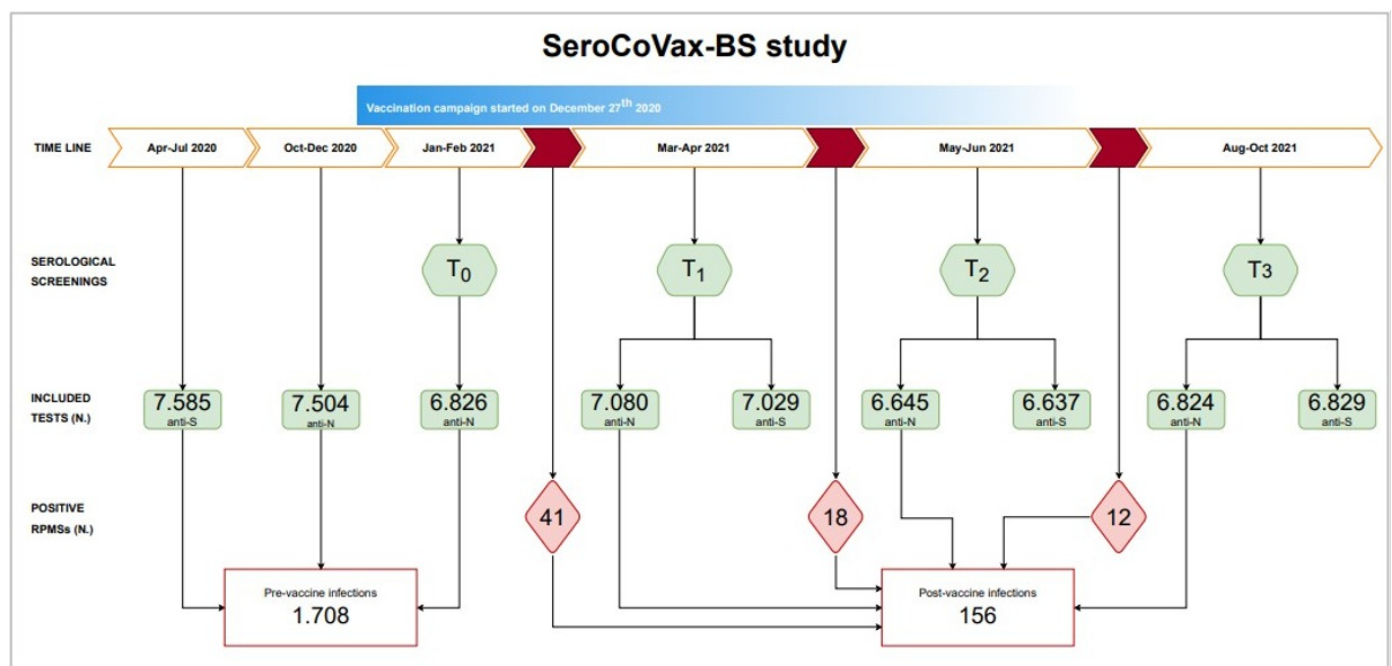 SeroCoVax-BS study
Vaccination campaign started on December 27th 2020
TIME LINE
Apr-Jul 2020
Oct-Dec 2020
Jan-Feb 2021
Mar-Apr 2021
May-Jun 2021
Aug-Oct 2021
SEROLOGICAL
SCREENINGS
T0
T1
T2
T3
INCLUDED
TESTS (N.)
7.585
anti-S
7.504
anti-N
6.826
anti-N
7.080
anti-N
7.029
anti-S
6.645
anti-N
6.637
anti-S
6.824
anti-N
6.829
anti-S
POSITIVE
RPMSs (N.)
41
18
12
Pre-vaccine infections
1.708
Post-vaccine infections
156